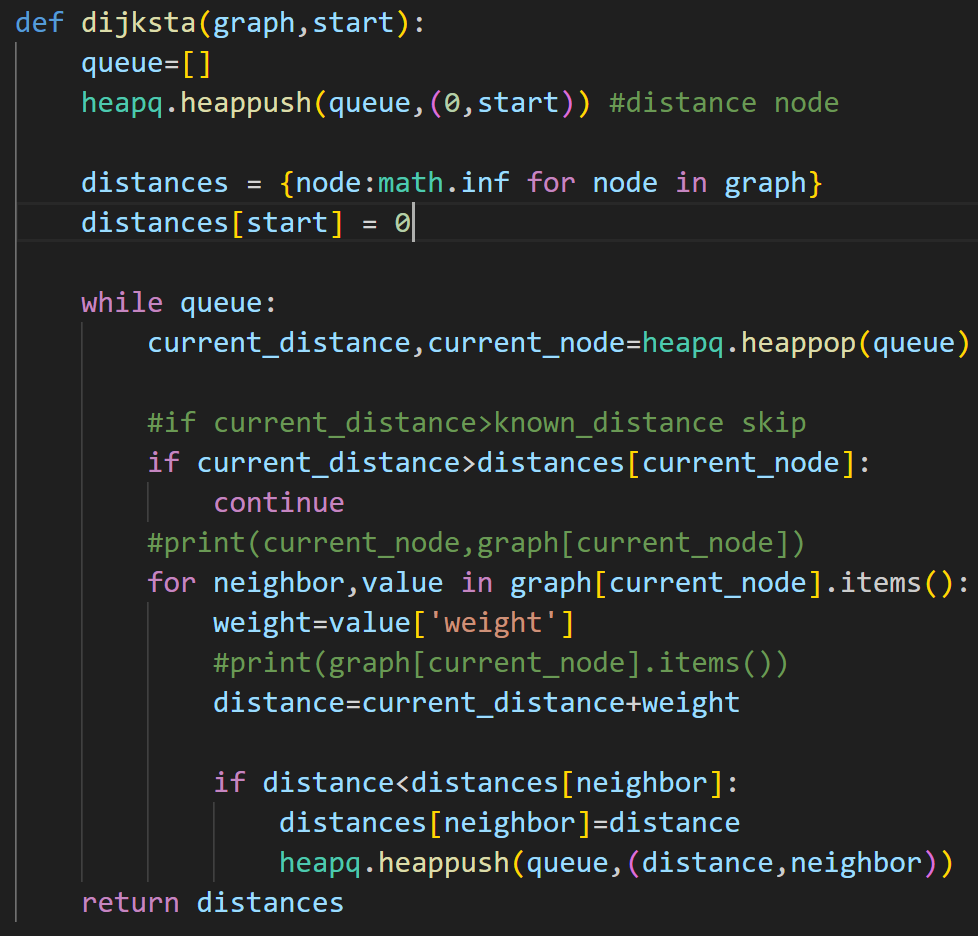 def dijksta(graph,start):
    queue=[]
    heapq.heappush(queue,(0,start)) #distance node

    distances = {node:math.inf for node in graph}
    distances[start] = 0

    while queue:
        current_distance,current_node=heapq.heappop(queue)

        #if current_distance>known_distance skip
        if current_distance>distances[current_node]:
            continue
        #print(current_node,graph[current_node])
        for neighbor,value in graph[current_node].items():
            weight=value['weight']
            #print(graph[current_node].items())
            distance=current_distance+weight

            if distance<distances[neighbor]:
                distances[neighbor]=distance
                heapq.heappush(queue,(distance,neighbor))
    return distances